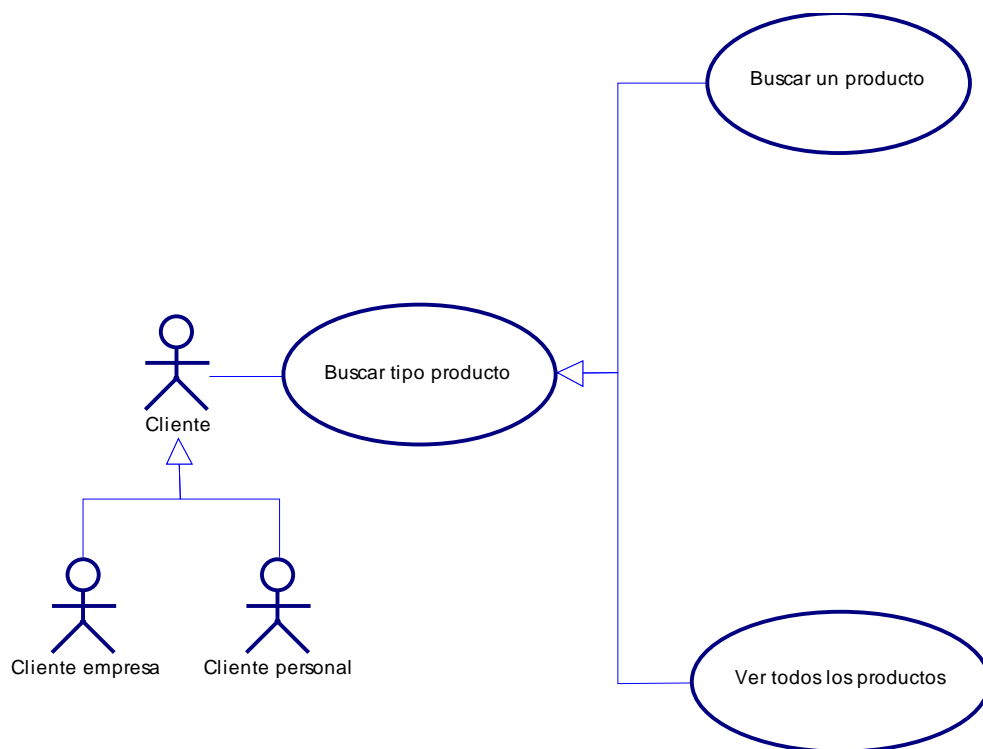 Buscar un producto
Buscar tipo producto
Cliente
Cliente empresa
Cliente personal
Ver todos los productos